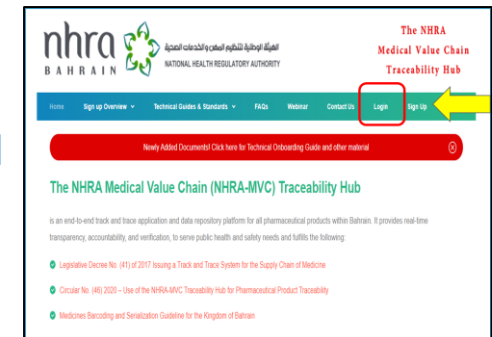 nhra
BAHRAIN
الهيئة الوطنية لتنظيم المهن والخدمات الصحية
NATIONAL HEALTH REGULATORY AUTHORITY
The NHRA
Medical Value Chain
Traceability Hub
Home Sign up Overview Technical Guides & Standards FAQs Webinar Contact Us Login Sign Up
Newly Added Documents! Click here for Technical Onboarding Guide and other material
The NHRA Medical Value Chain (NHRA-MVC) Traceability Hub
is an end-to-end track and trace application and data repository platform for all pharmaceutical products within Bahrain. It provides real-time
transparency, accountability, and verification, to serve public health and safety needs and fulfills the following:
Legislative Decree No. (41) of 2017 Issuing a Track and Trace System for the Supply Chain of Medicine
Circular No. (46) 2020 – Use of the NHRA-MVC Traceability Hub for Pharmaceutical Product Traceability
Medicines Barcoding and Serialization Guideline for the Kingdom of Bahrain